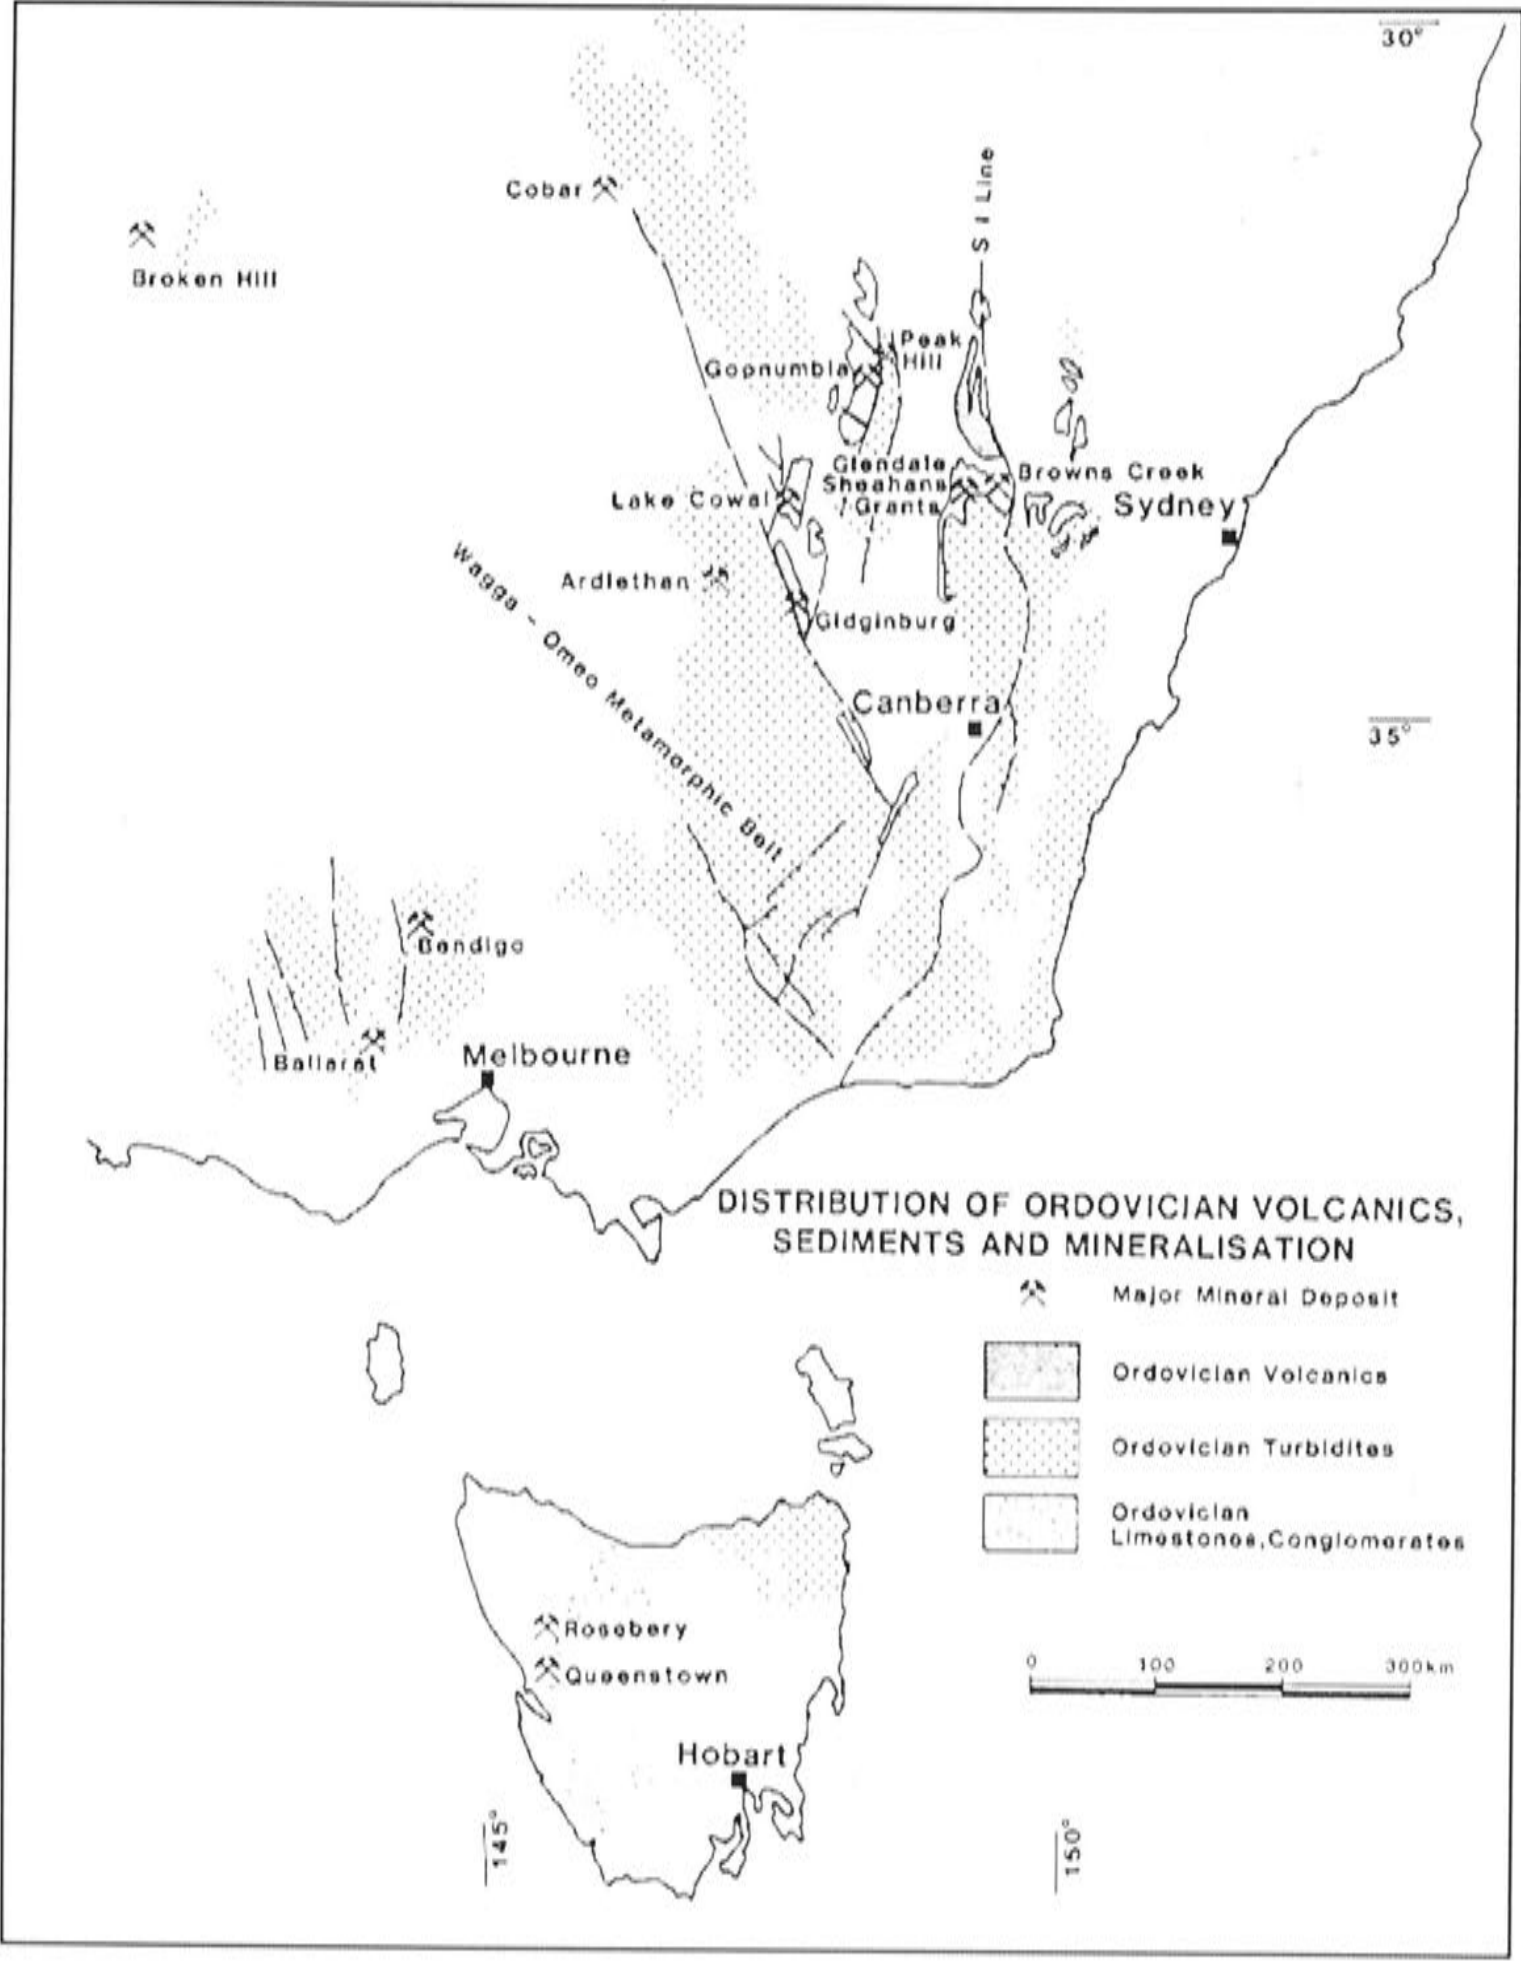 30°
S I Line
Cobar
Broken Hill
Peak
Hill
Gopnumbla
Glendale
Sheahans
Grants
Browns Creek
Sydney
Lake Cowal
Ardlethan
Gidginburg
Wagga - Omeo Metamorphic Belt
Canberra
35°
Bendigo
Ballarat
Melbourne
DISTRIBUTION OF ORDOVICIAN VOLCANICS,
SEDIMENTS AND MINERALISATION
Major Mineral Deposit
Ordovician Volcanics
Ordovician Turbidites
Ordovician
Limestones, Conglomerates
Rosebery
Queenstown
0 100 200 300km
Hobart
145°
150°